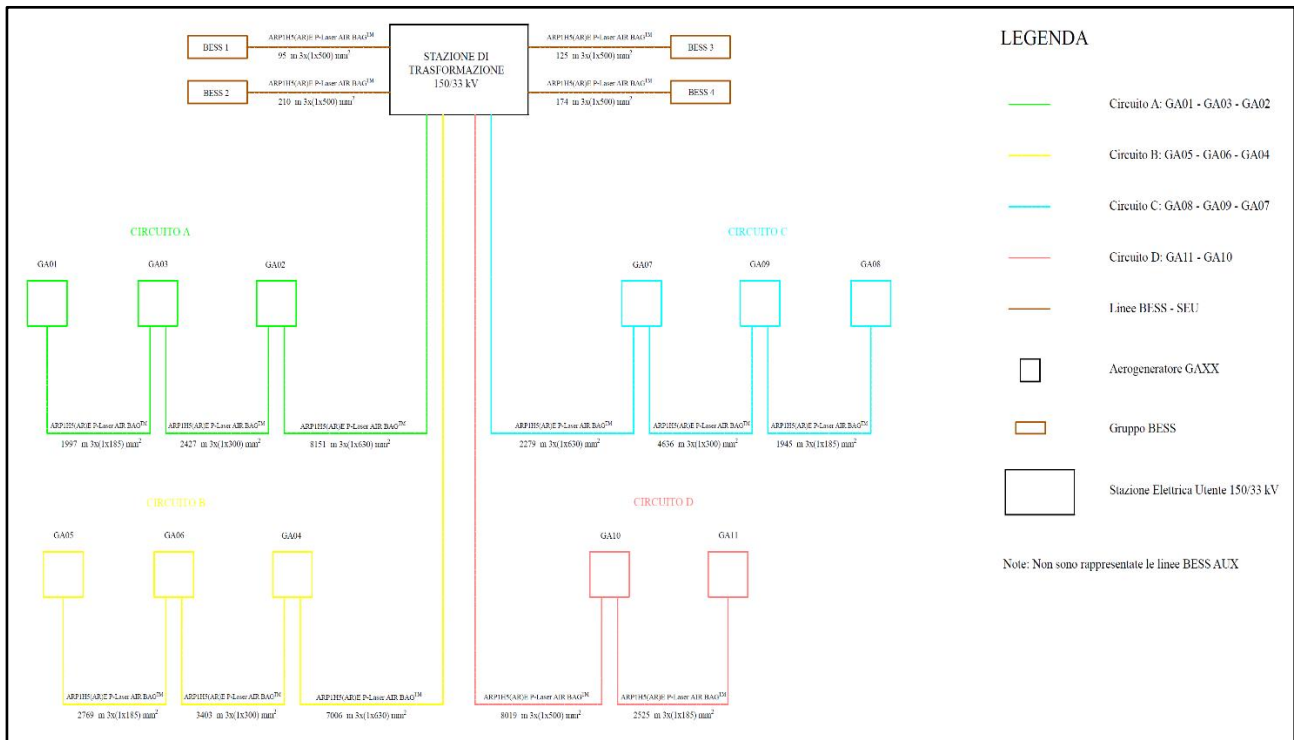 ARP1H5(AR)E P-Laser AIR BAG™
BESS 1
95 m 3x(1x500) mm²
ARP1H5(AR)E P-Laser AIR BAG™
BESS 2
210 m 3x(1x500) mm²
STAZIONE DI
TRASFORMAZIONE
150/33 kV
ARP1H5(AR)E P-Laser AIR BAG™
BESS 3
125 m 3x(1x500) mm²
ARP1H5(AR)E P-Laser AIR BAG™
BESS 4
174 m 3x(1x500) mm²
CIRCUITO A
GA01
GA03
GA02
ARP1H5(AR)E P-Laser AIR BAG™
1997 m 3x(1x185) mm²
ARP1H5(AR)E P-Laser AIR BAG™
2427 m 3x(1x300) mm²
ARP1H5(AR)E P-Laser AIR BAG™
8151 m 3x(1x630) mm²
CIRCUITO C
GA07
GA09
GA08
ARP1H5(AR)E P-Laser AIR BAG™
2279 m 3x(1x630) mm²
ARP1H5(AR)E P-Laser AIR BAG™
4636 m 3x(1x300) mm²
ARP1H5(AR)E P-Laser AIR BAG™
1945 m 3x(1x185) mm²
CIRCUITO B
GA05
GA06
GA04
ARP1H5(AR)E P-Laser AIR BAG™
2769 m 3x(1x185) mm²
ARP1H5(AR)E P-Laser AIR BAG™
3403 m 3x(1x300) mm²
ARP1H5(AR)E P-Laser AIR BAG™
7006 m 3x(1x630) mm²
CIRCUITO D
GA10
GA11
ARP1H5(AR)E P-Laser AIR BAG™
8019 m 3x(1x500) mm²
ARP1H5(AR)E P-Laser AIR BAG™
2525 m 3x(1x185) mm²
LEGENDA
Circuito A: GA01 - GA03 - GA02
Circuito B: GA05 - GA06 - GA04
Circuito C: GA08 - GA09 - GA07
Circuito D: GA11 - GA10
Linee BESS - SEU
Aerogeneratore GAXX
Gruppo BESS
Stazione Elettrica Utente 150/33 kV
Note: Non sono rappresentate le linee BESS AUX